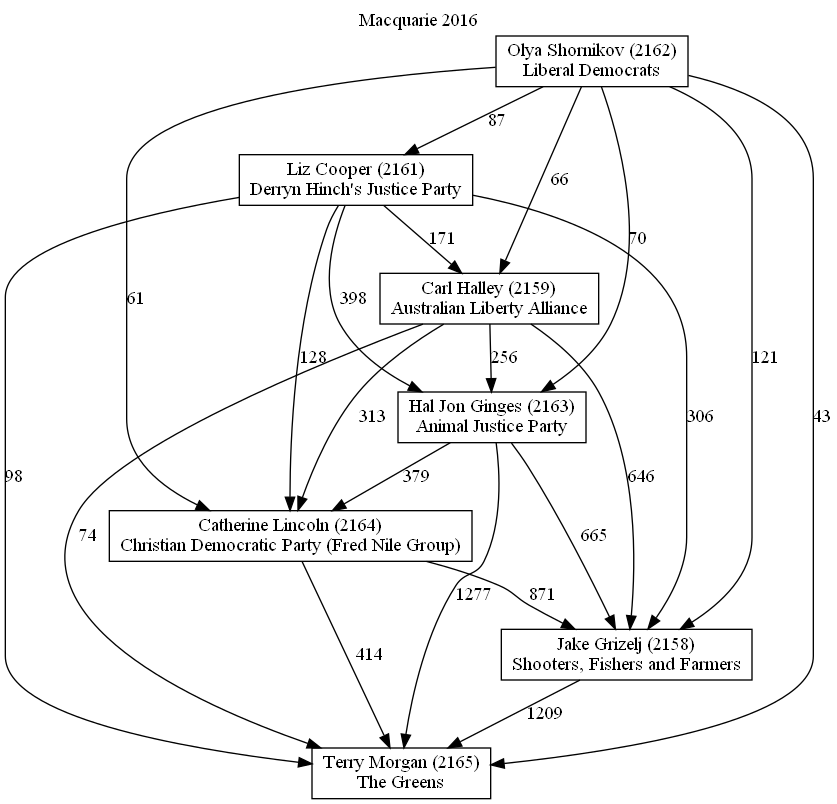 Macquarie 2016
Olya Shornikov (2162)
Liberal Democrats
87
Liz Cooper (2161)
Derryn Hinch's Justice Party
66
171
70
Carl Halley (2159)
Australian Liberty Alliance
61
398
128
256
121
313
Hal Jon Ginges (2163)
Animal Justice Party
306
43
98
379
646
Catherine Lincoln (2164)
Christian Democratic Party (Fred Nile Group)
74
665
1277
871
Jake Grizelj (2158)
Shooters, Fishers and Farmers
414
1209
Terry Morgan (2165)
The Greens